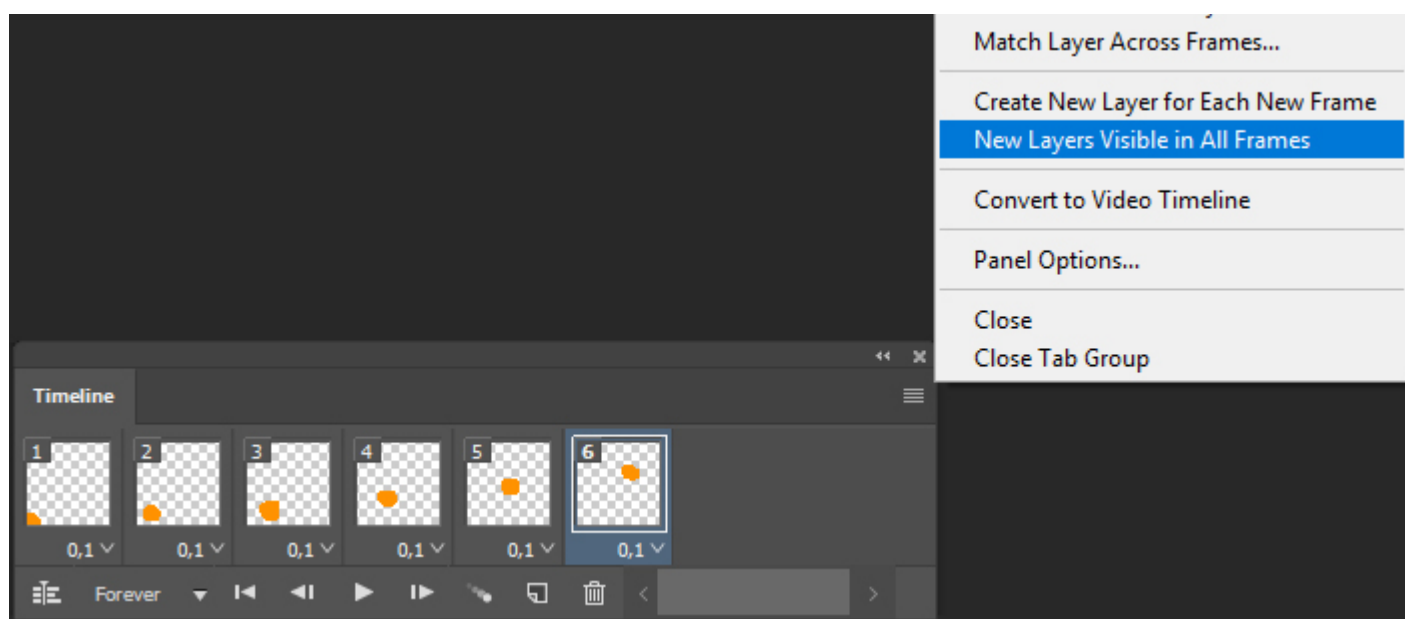 Match Layer Across Frames...
Create New Layer for Each New Frame
New Layers Visible in All Frames
Convert to Video Timeline
Panel Options...
Close
Close Tab Group
Timeline
1 2 3 4 5 6
0,1 0,1 0,1 0,1 0,1 0,1
Forever